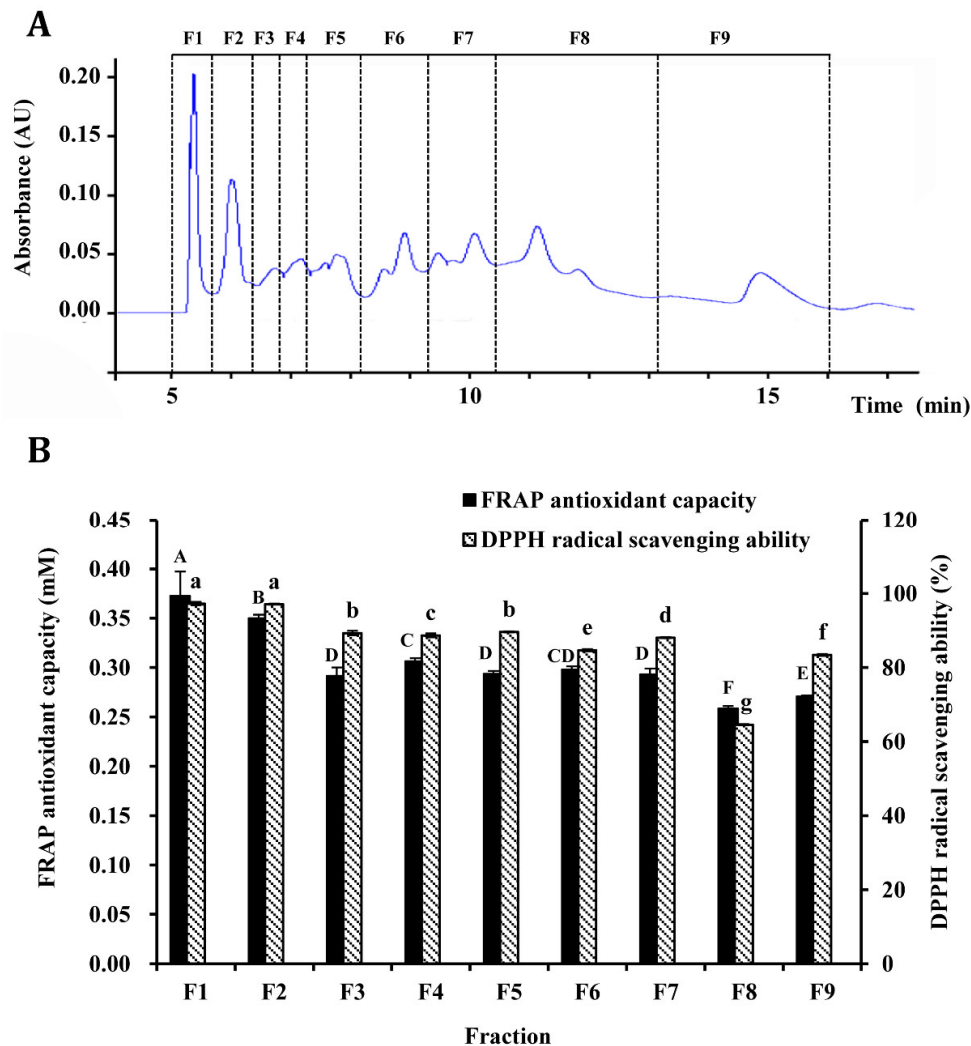 A
F1 F2 F3 F4 F5 F6 F7 F8 F9
0.20
0.15
0.10
0.05
0.00
Absorbance (AU)
5 10 15
Time (min)
B
FRAP antioxidant capacity
DPPH radical scavenging ability
0.45
0.40
0.35
0.30
0.25
0.20
0.15
0.10
0.05
0.00
FRAP antioxidant capacity (mM)
A a B a D b C c D b CD e D d F g E f
120
100
80
60
40
20
0
DPPH radical scavenging ability (%)
F1 F2 F3 F4 F5 F6 F7 F8 F9
Fraction